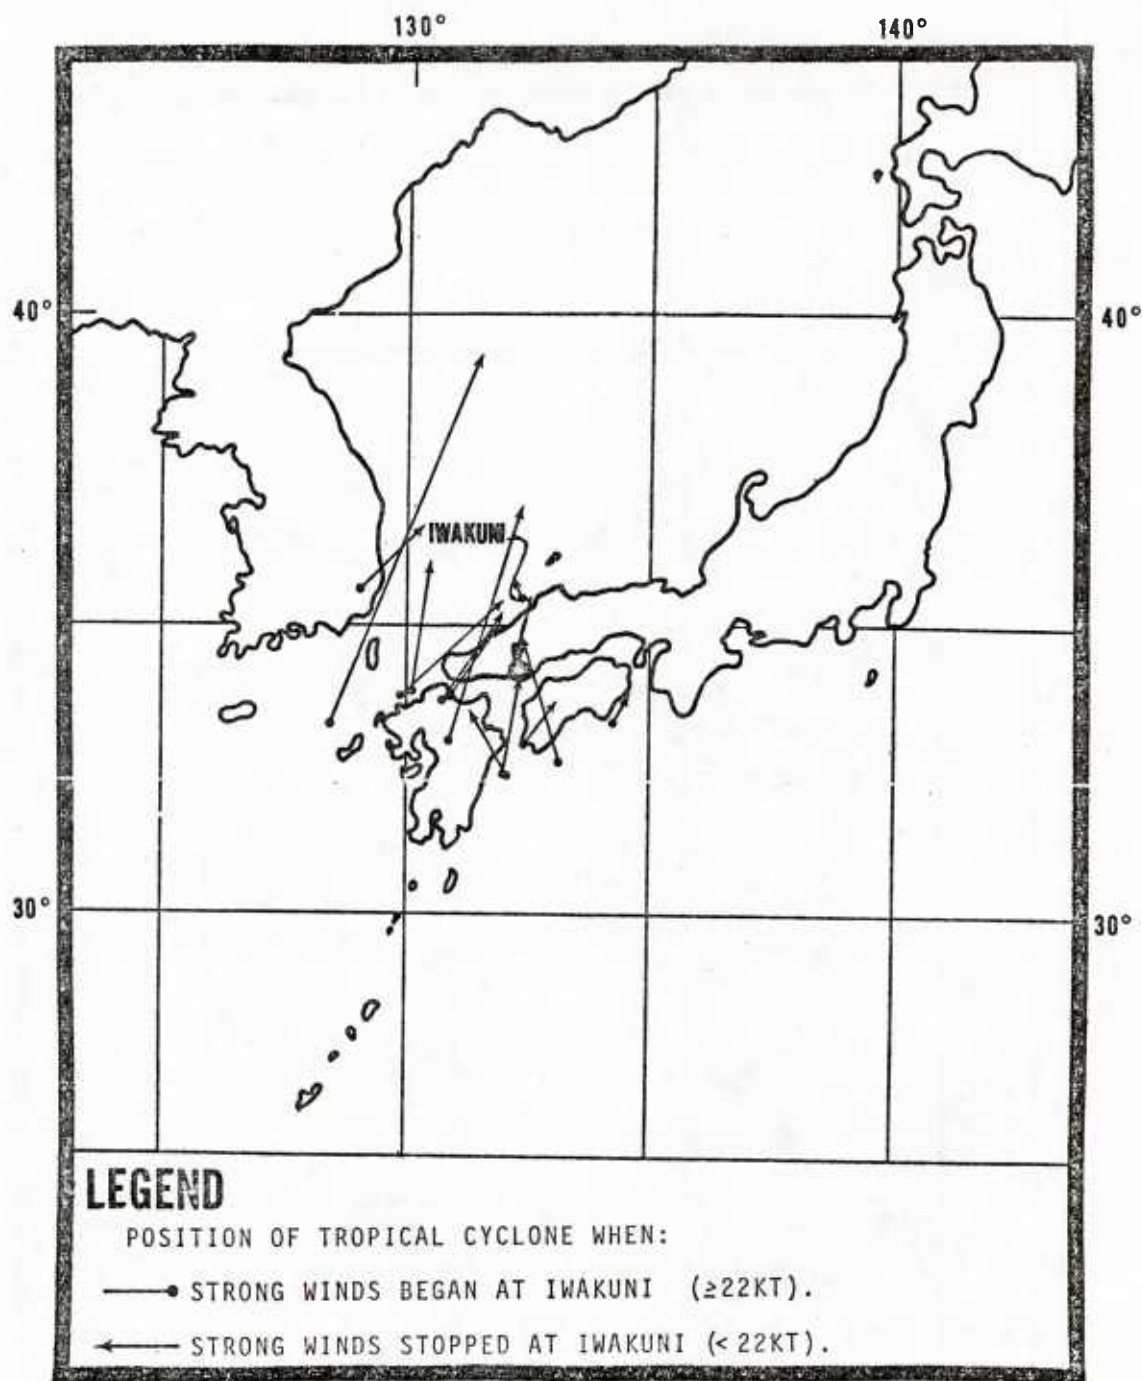 130°
140°
40°
40°
IWAKUNI
30°
30°
LEGEND
POSITION OF TROPICAL CYCLONE WHEN:
STRONG WINDS BEGAN AT IWAKUNI (≥22KT).
STRONG WINDS STOPPED AT IWAKUNI (<22KT).